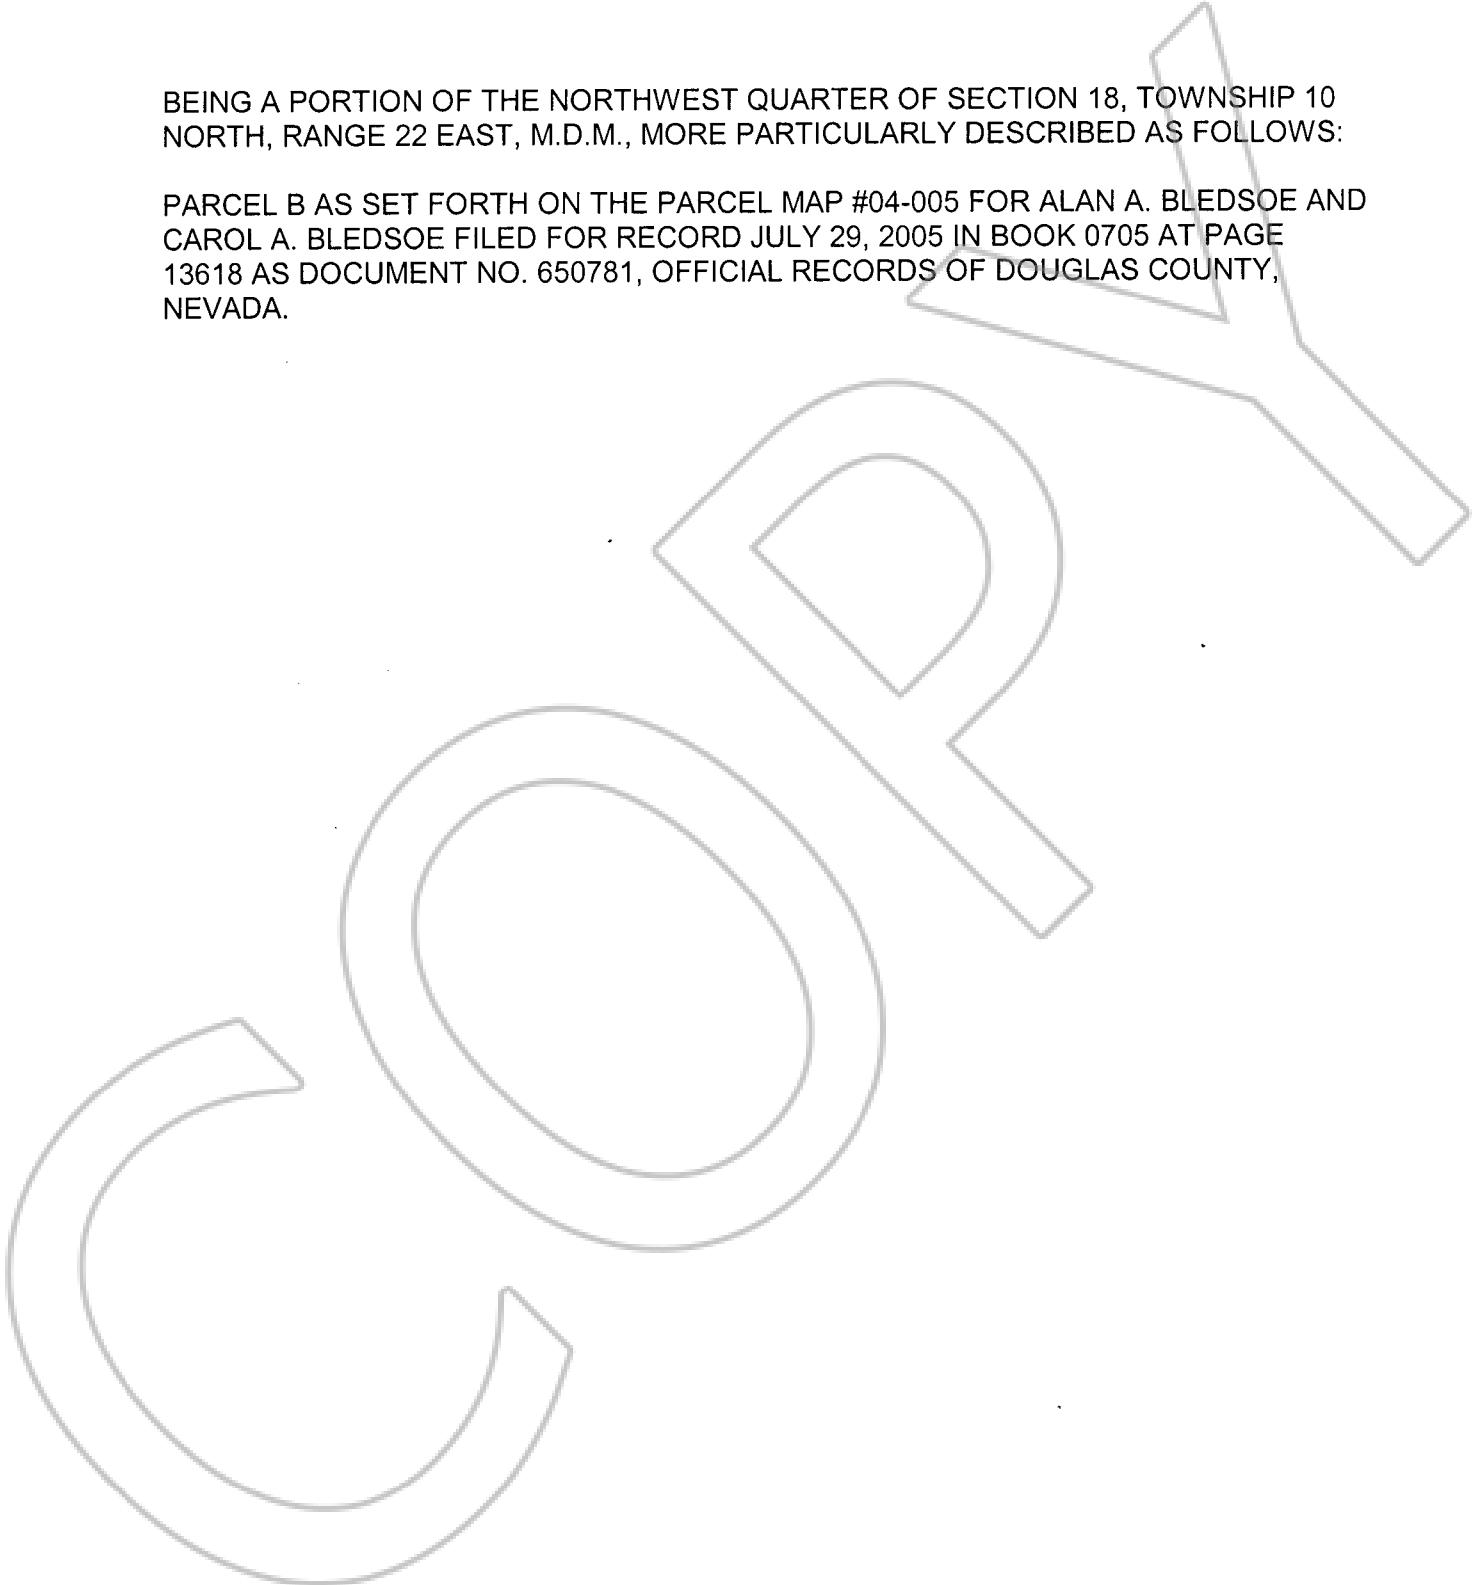 BEING A PORTION OF THE NORTHWEST QUARTER OF SECTION 18, TOWNSHIP 10
NORTH, RANGE 22 EAST, M.D.M., MORE PARTICULARLY DESCRIBED AS FOLLOWS:
PARCEL B AS SET FORTH ON THE PARCEL MAP #04-005 FOR ALAN A. BLEDSOE AND
CAROL A. BLEDSOE FILED FOR RECORD JULY 29, 2005 IN BOOK 0705 AT PAGE
13618 AS DOCUMENT NO. 650781, OFFICIAL RECORDS OF DOUGLAS COUNTY,
NEVADA.
COPY